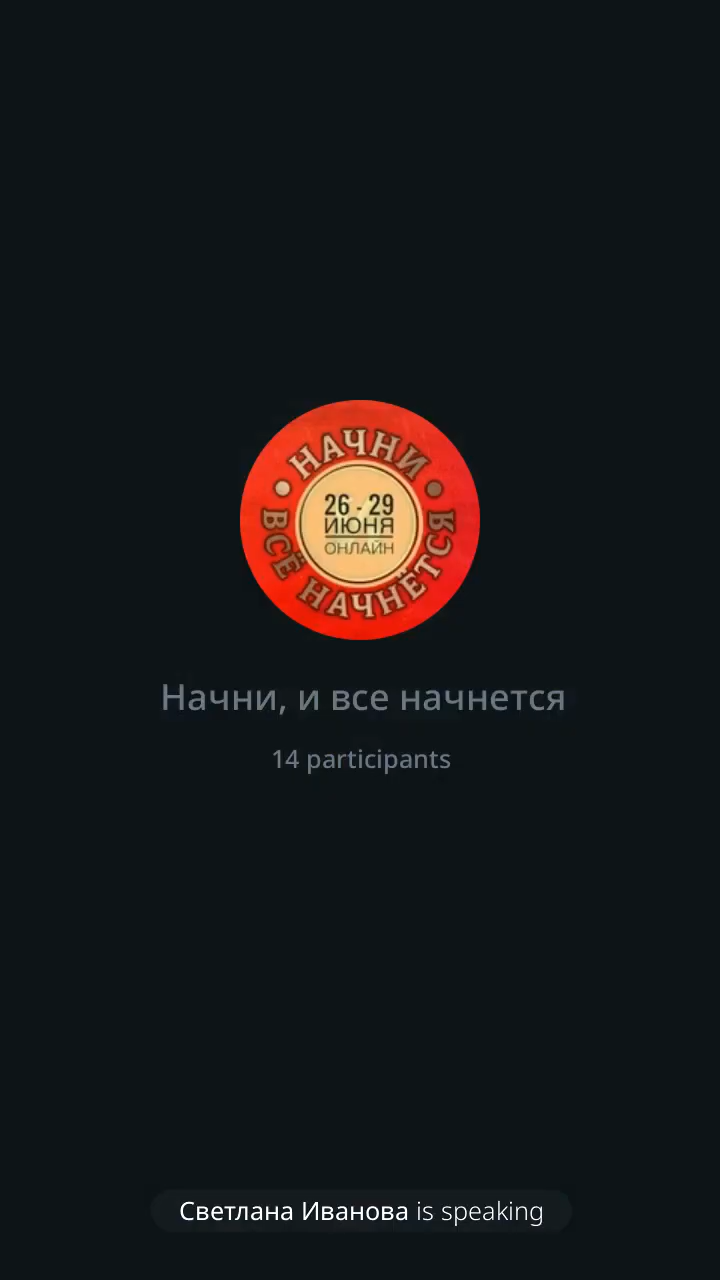 НАЧНИ
ВСЁ НАЧНЁТСЯ
26 - 29
ИЮНЯ
ОНЛАЙН
Начни, и все начнется
14 participants
Светлана Иванова is speaking